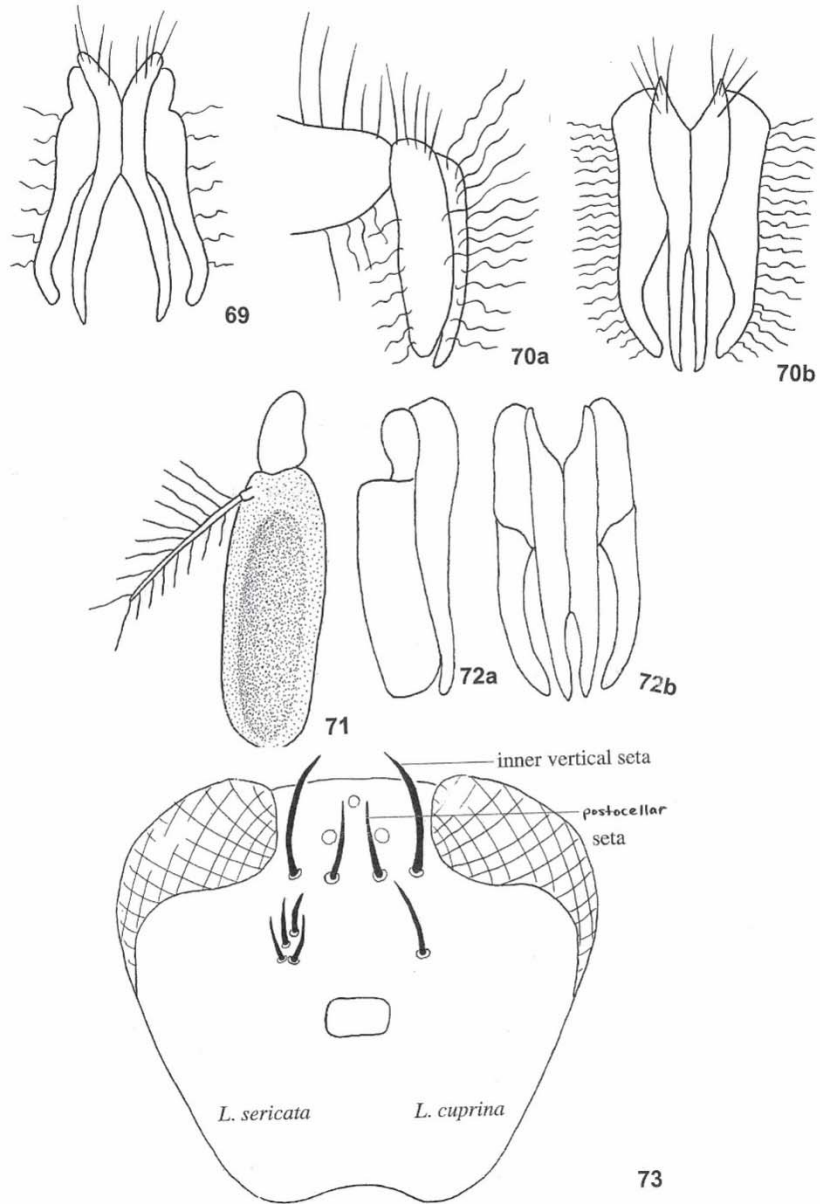 69
70a
70b
71
72a
72b
inner vertical seta
postocellar
seta
L. sericata
L. cuprina
73